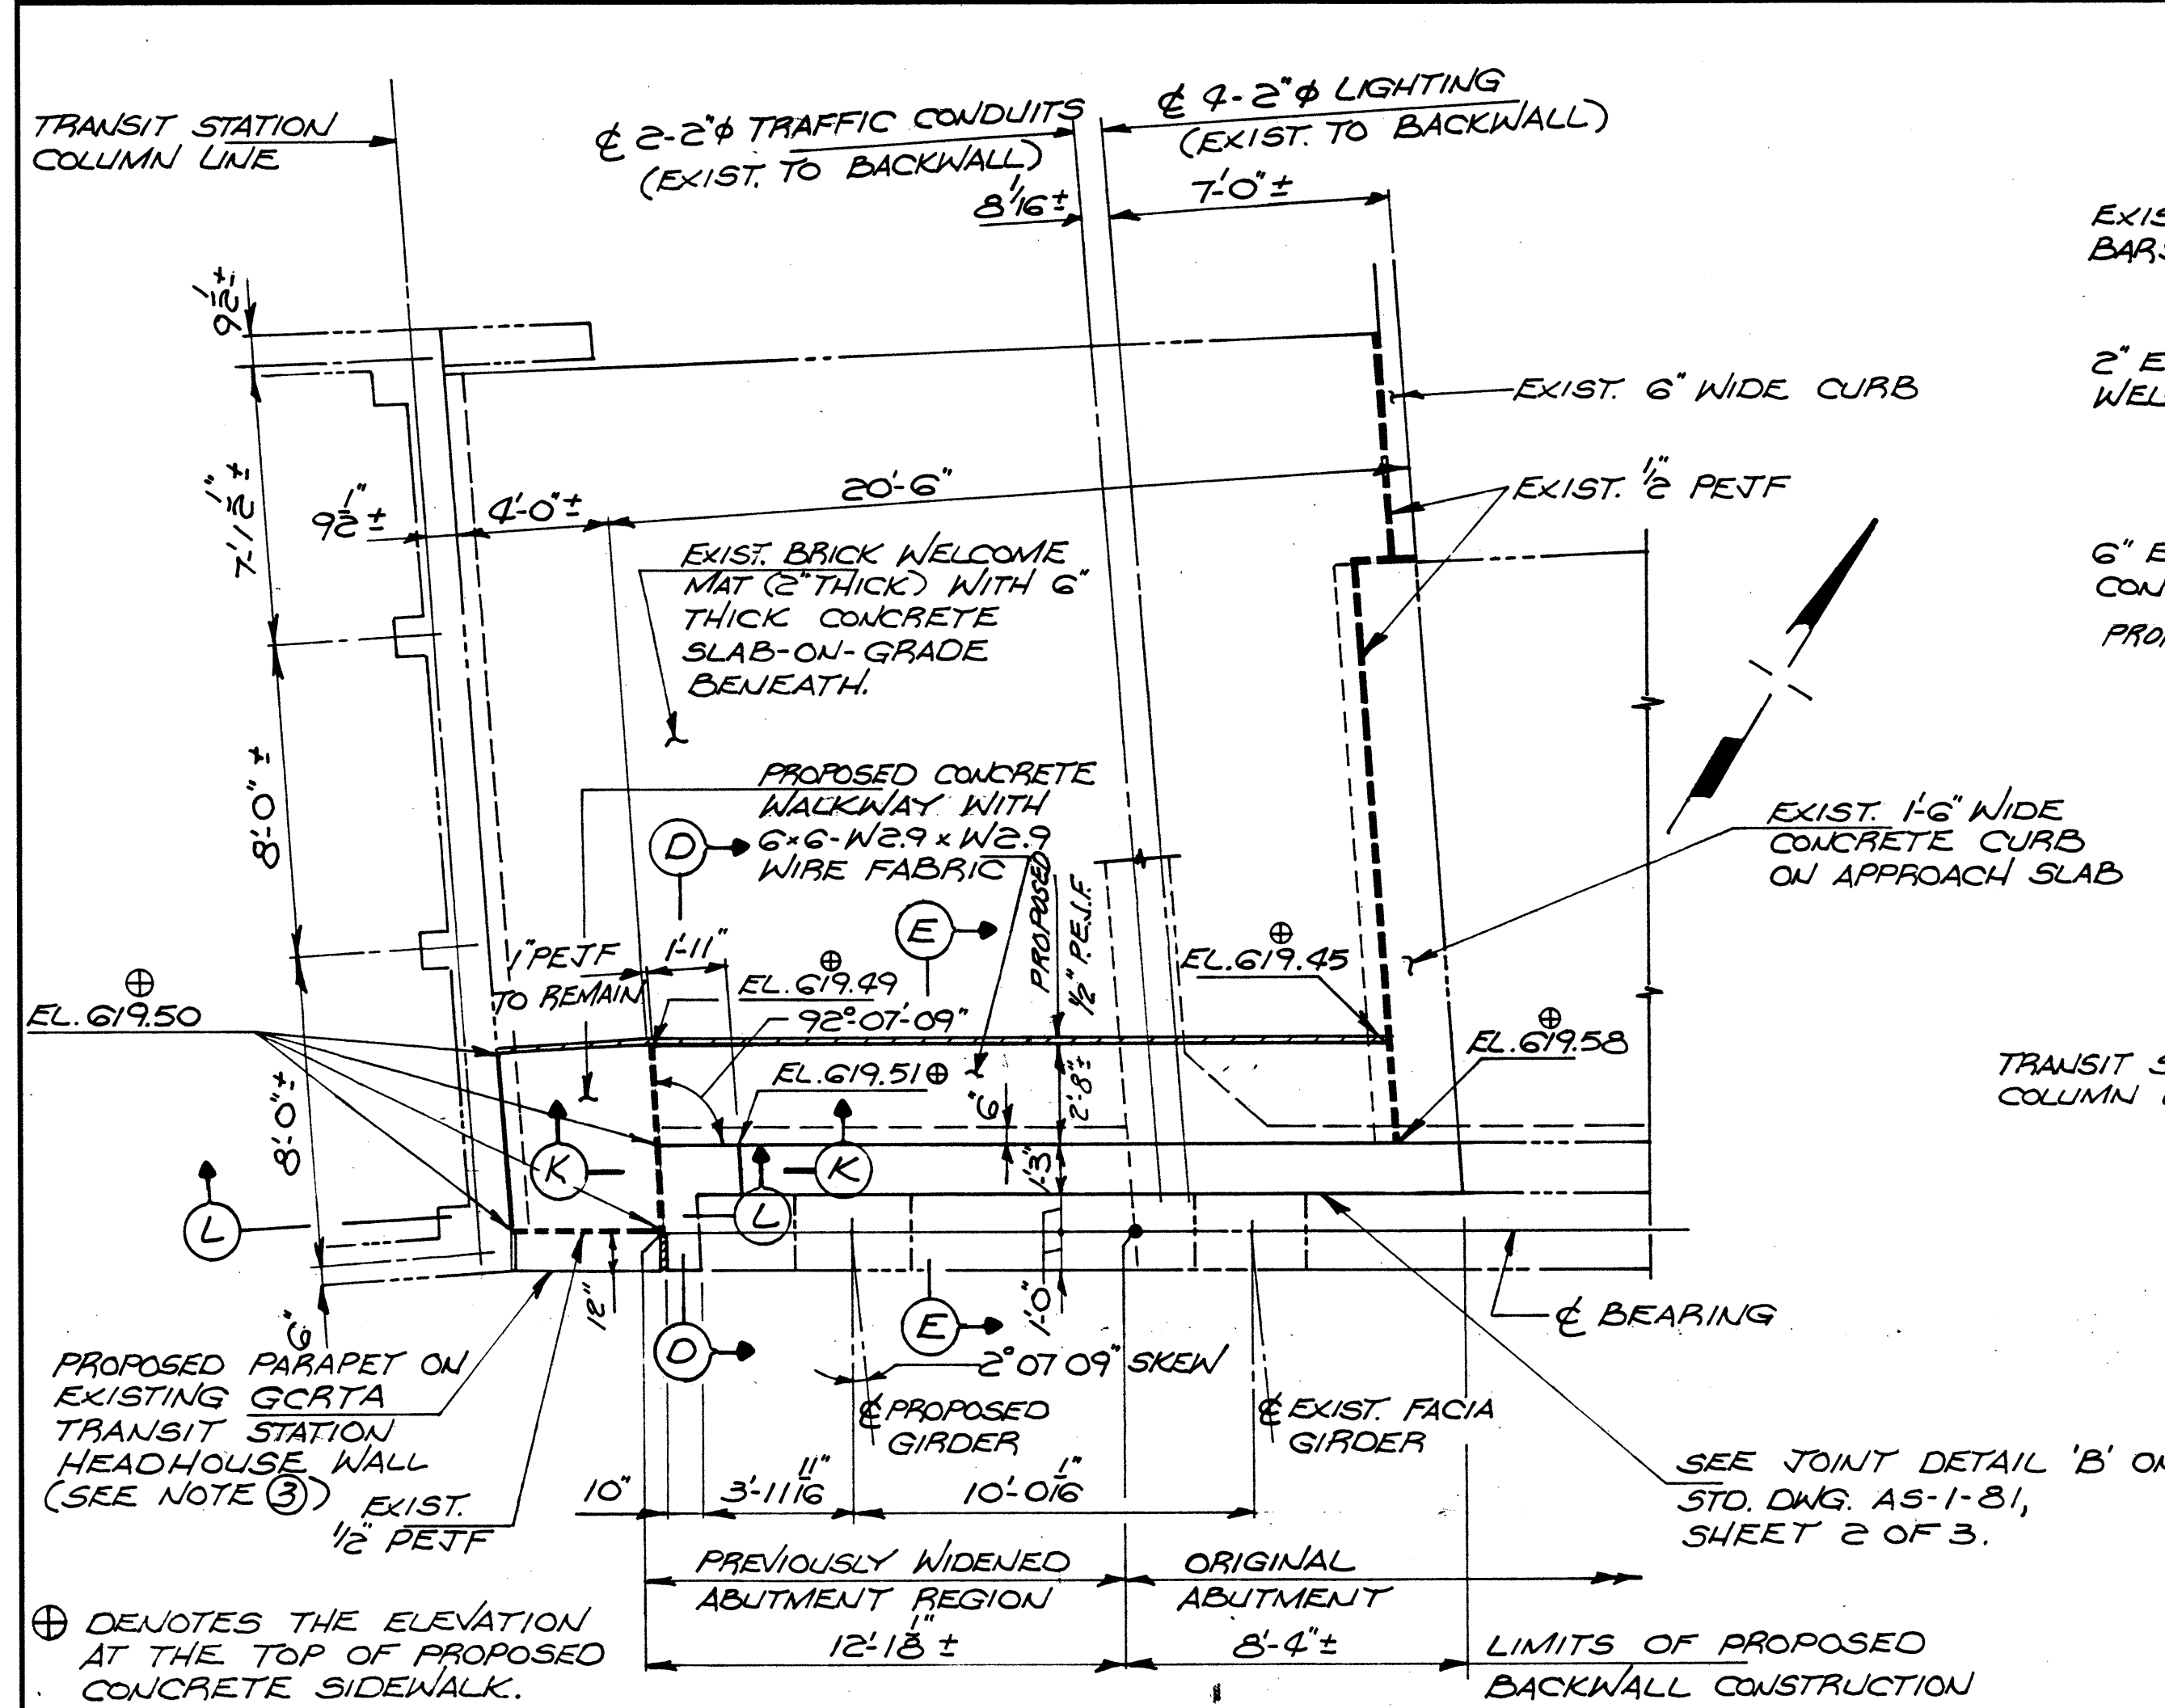 TRANSIT STATION
COLUMN LINE
℄ 2-2"ϕ TRAFFIC CONDUITS
(EXIST. TO BACKWALL)
℄ 4-2"ϕ LIGHTING
(EXIST. TO BACKWALL)
8 1/16 ±
7'-0" ±
9 1/2 ±
EXIST. 6" WIDE CURB
EXIST. 1/2" PEJF
7'-1 1/2" ±
9 1/2" ±
4'-0" ±
20'-6"
EXIST. BRICK WELCOME
MAT (2" THICK) WITH 6"
THICK CONCRETE
SLAB-ON-GRADE
BENEATH.
8'-0" ±
PROPOSED CONCRETE
WALKWAY WITH
6×6-W2.9 × W2.9
WIRE FABRIC
D
E
PROPOSED
1/2" P.E.J.F.
EXIST. 1'-6" WIDE
CONCRETE CURB
ON APPROACH SLAB
1" PEJF
TO REMAIN
1'-11"
EL. 619.49
92°-07'-09"
EL. 619.45
EL. 619.50
EL. 619.51 ⊕
EL. 619.58
6"
2'-8" ±
8'-0" ±
K
K
1'-3"
L
L
12"
1'-0"
6"
D
E
2° 07 09" SKEW
℄ BEARING
PROPOSED PARAPET ON
EXISTING GCRTA
TRANSIT STATION
HEADHOUSE WALL
(SEE NOTE 3)
EXIST.
1/2" PEJF
℄ PROPOSED
GIRDER
℄ EXIST. FACIA
GIRDER
10"
3'-11 11/16"
10'-0 1/16"
SEE JOINT DETAIL 'B' ON
STD. DWG. AS-1-81,
SHEET 2 OF 3.
PREVIOUSLY WIDENED
ABUTMENT REGION
ORIGINAL
ABUTMENT
12'-1 1/8" ±
8'-4" ±
LIMITS OF PROPOSED
BACKWALL CONSTRUCTION
⊕ DENOTES THE ELEVATION
AT THE TOP OF PROPOSED
CONCRETE SIDEWALK.
2" E
6" E
TRANSIT S
COLUMN